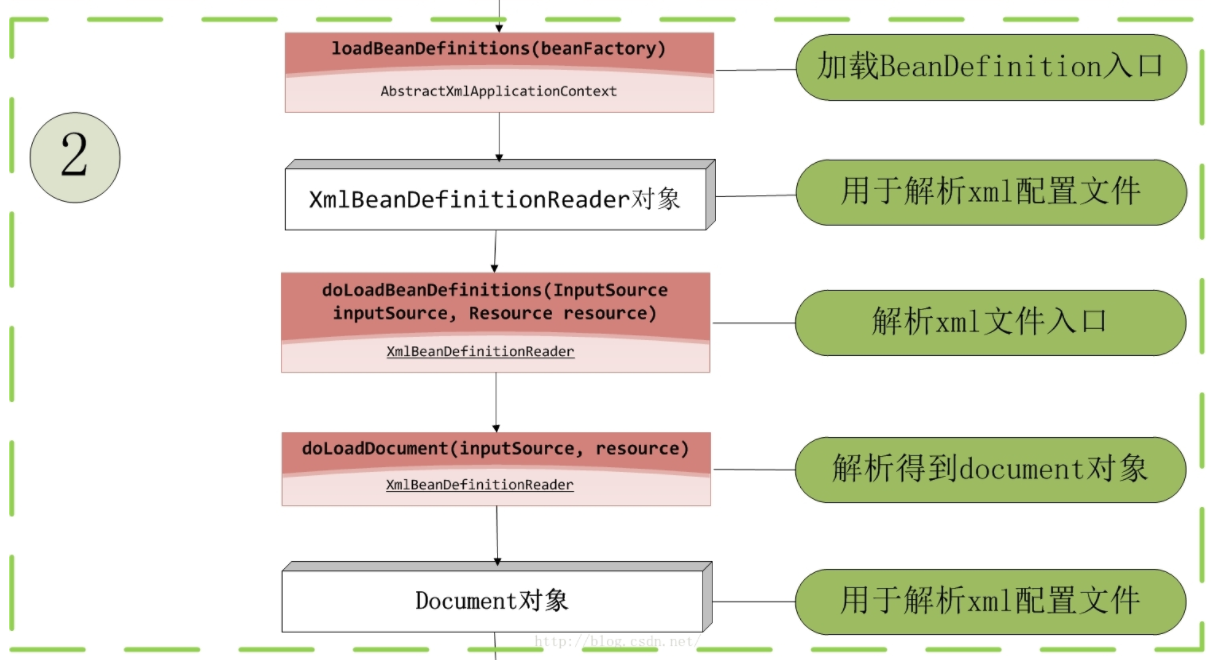 loadBeanDefinitions(beanFactory)
AbstractXmlApplicationContext
加载BeanDefinition入口
2
XmlBeanDefinitionReader对象
用于解析xml配置文件
doLoadBeanDefinitions(InputSource
inputSource, Resource resource)
XmlBeanDefinitionReader
解析xml文件入口
doLoadDocument(inputSource, resource)
XmlBeanDefinitionReader
解析得到document对象
Document对象
用于解析xml配置文件
http://blog.csdn.net/